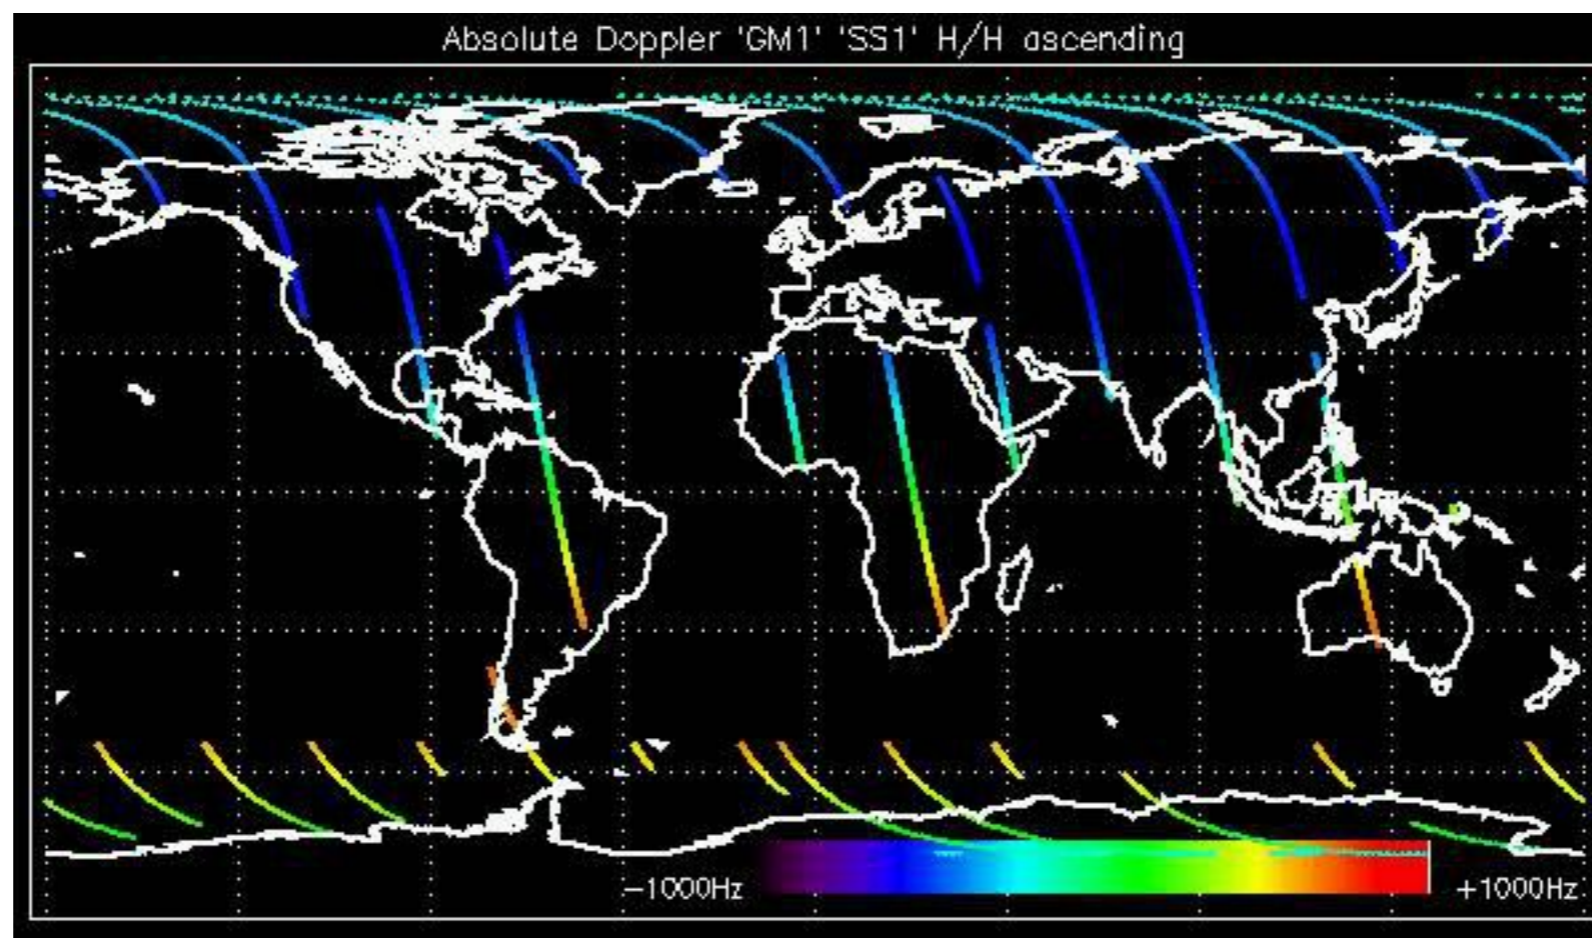 Absolute Doppler 'GM1' 'SS1' H/H ascending
−1000Hz
+1000Hz